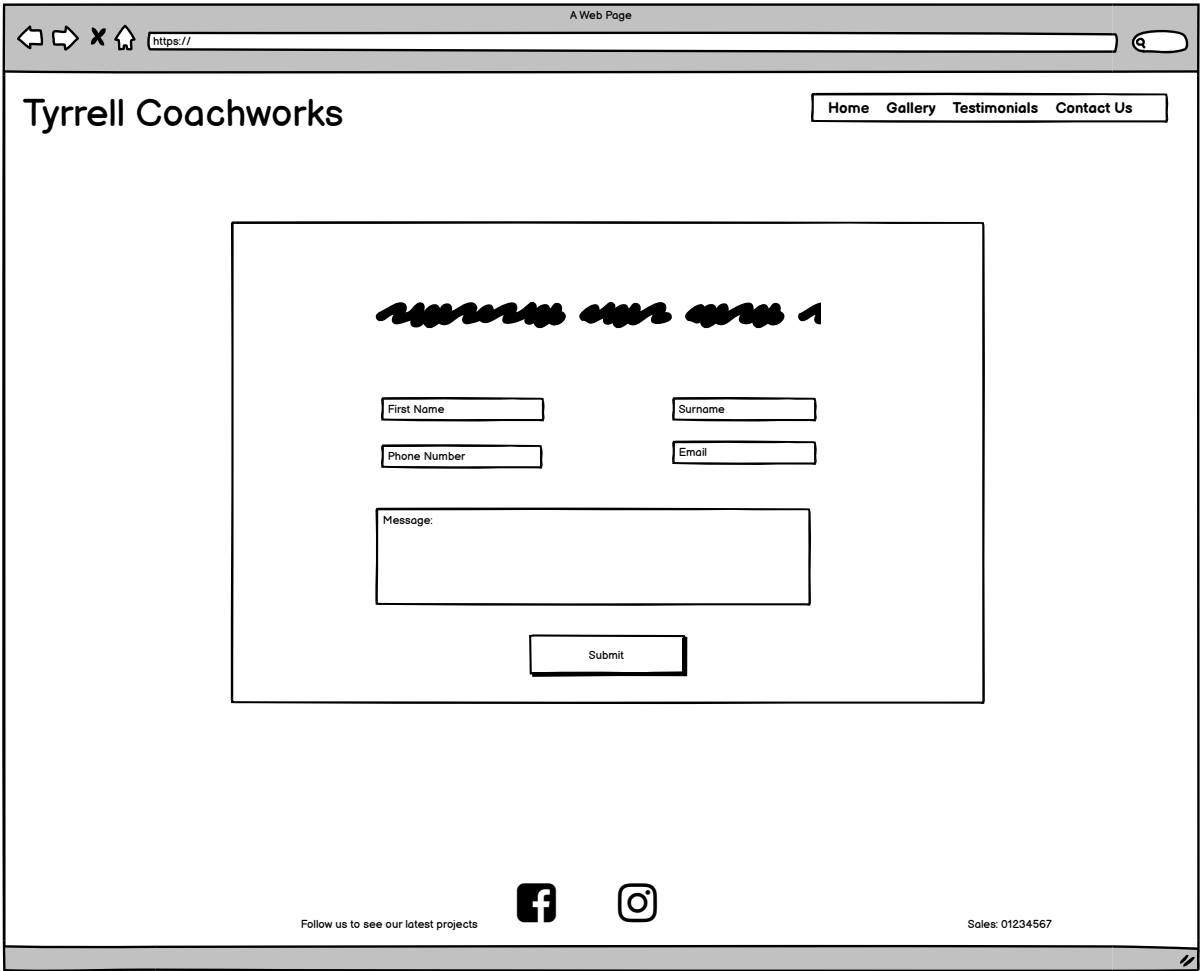 A Web Page
https://
Tyrrell Coachworks
Home Gallery Testimonials Contact Us
First Name
Surname
Phone Number
Email
Message:
Submit
Follow us to see our latest projects
Sales: 01234567